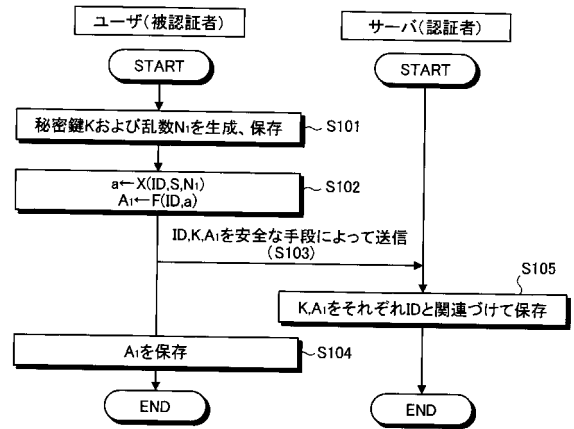 ユーザ(被認証者)
サーバ(認証者)
START
START
秘密鍵Kおよび乱数N₁を生成、保存
S101
a←X(ID,S,N₁)
A₁←F(ID,a)
S102
ID,K,A₁を安全な手段によって送信
(S103)
S105
K,A₁をそれぞれIDと関連づけて保存
A₁を保存
S104
END
END